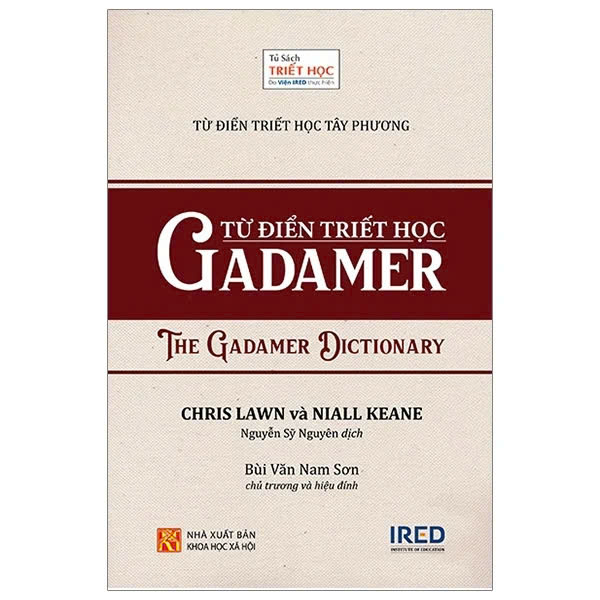 Tủ Sách
TRIẾT HỌC
Do Viện IRED thực hiện
TỪ ĐIỂN TRIẾT HỌC TÂY PHƯƠNG
TỪ ĐIỂN TRIẾT HỌC
GADAMER
THE GADAMER DICTIONARY
CHRIS LAWN và NIALL KEANE
Nguyễn Sỹ Nguyên dịch
Bùi Văn Nam Sơn
chủ trương và hiệu đính
NHÀ XUẤT BẢN
KHOA HỌC XÃ HỘI
IRED
INSTITUTE OF EDUCATION